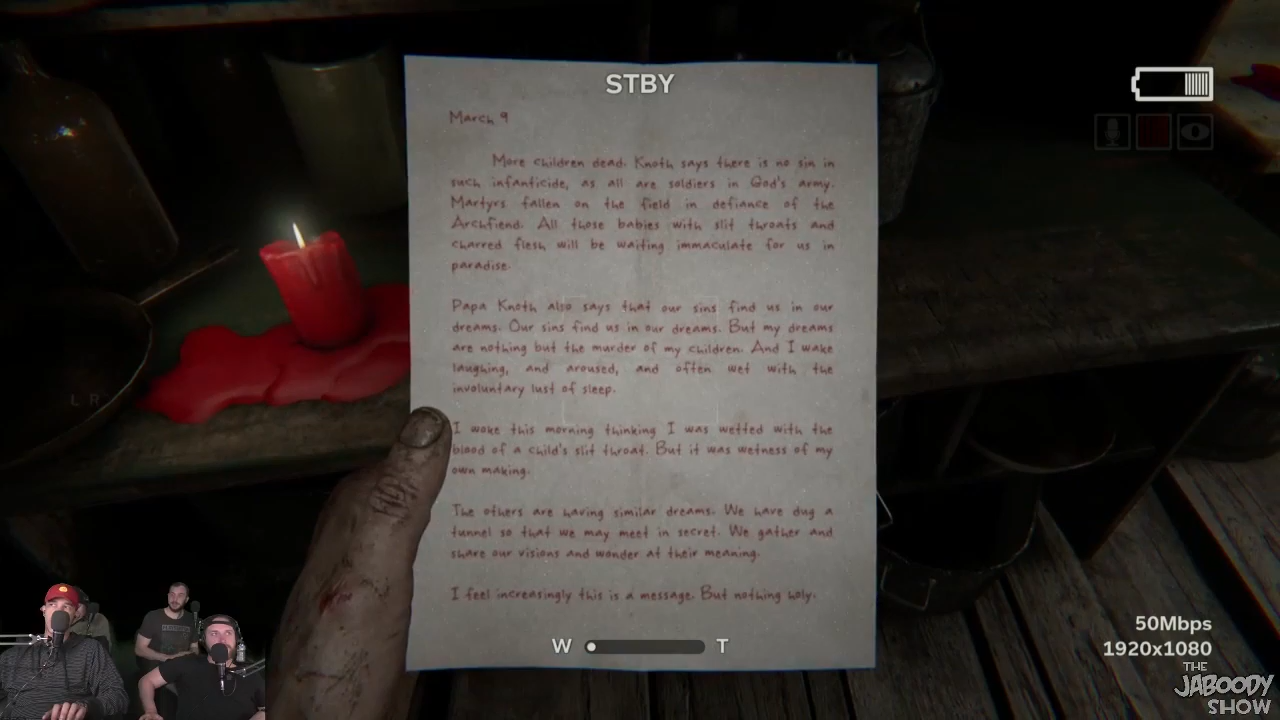 STBY
March 9
More children dead. Knoth says there is no sin in
such infanticide, as all are soldiers in God's army.
Martyrs fallen on the field in defiance of the
Archfiend. All those babies with slit throats and
charred flesh will be waiting immaculate for us in
paradise.
Papa Knoth also says that our sins find us in our
dreams. Our sins find us in our dreams. But my dreams
are nothing but the murder of my children. And I wake
laughing, and aroused, and often wet with the
involuntary lust of sleep.
I woke this morning thinking I was wetted with the
blood of a child's slit throat. But it was wetness of my
own making.
The others are having similar dreams. We have dug a
tunnel so that we may meet in secret. We gather and
share our visions and wonder at their meaning.
I feel increasingly this is a message. But nothing holy.
L R
W T
50Mbps
1920x1080
THE
JABOODY
SHOW